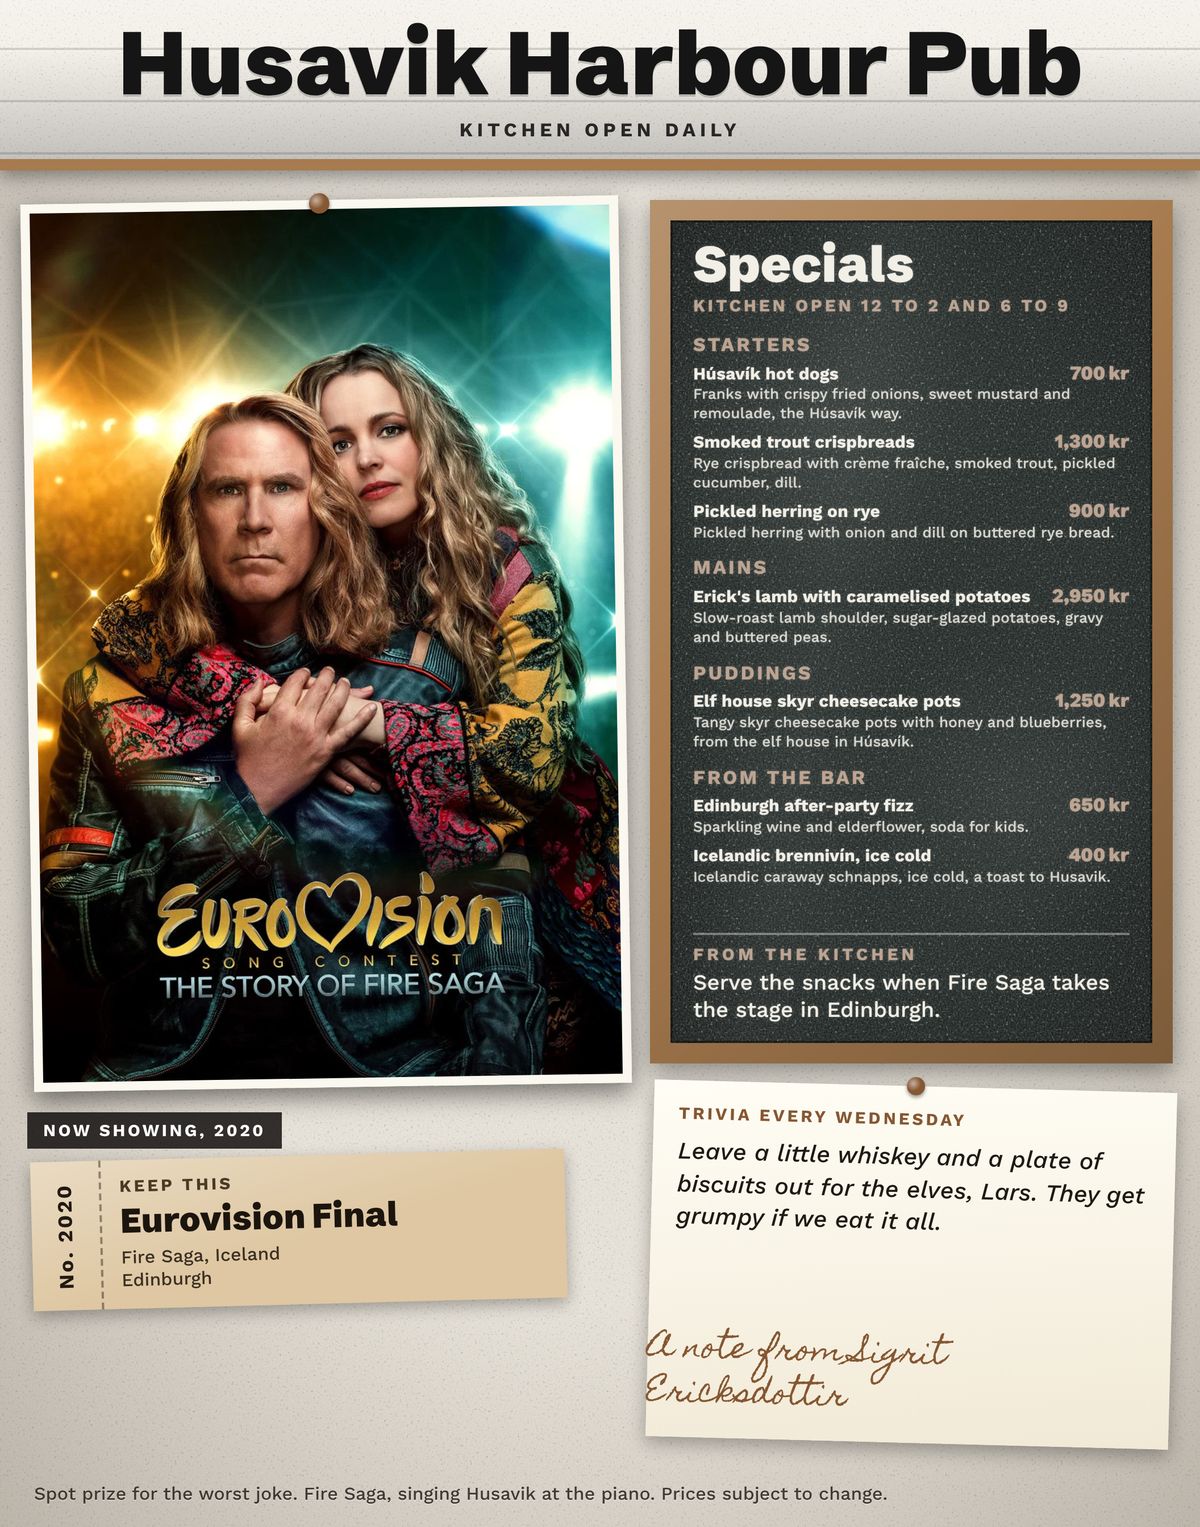 Husavik Harbour Pub
KITCHEN OPEN DAILY
EUROVISION
SONG CONTEST
THE STORY OF FIRE SAGA
NOW SHOWING, 2020
No. 2020
KEEP THIS
Eurovision Final
Fire Saga, Iceland
Edinburgh
Specials
KITCHEN OPEN 12 TO 2 AND 6 TO 9
STARTERS
Húsavík hot dogs 700 kr
Franks with crispy fried onions, sweet mustard and
remoulade, the Húsavík way.
Smoked trout crispbreads 1,300 kr
Rye crispbread with crème fraîche, smoked trout, pickled
cucumber, dill.
Pickled herring on rye 900 kr
Pickled herring with onion and dill on buttered rye bread.
MAINS
Erick's lamb with caramelised potatoes 2,950 kr
Slow-roast lamb shoulder, sugar-glazed potatoes, gravy
and buttered peas.
PUDDINGS
Elf house skyr cheesecake pots 1,250 kr
Tangy skyr cheesecake pots with honey and blueberries,
from the elf house in Húsavík.
FROM THE BAR
Edinburgh after-party fizz 650 kr
Sparkling wine and elderflower, soda for kids.
Icelandic brennivín, ice cold 400 kr
Icelandic caraway schnapps, ice cold, a toast to Husavik.
FROM THE KITCHEN
Serve the snacks when Fire Saga takes
the stage in Edinburgh.
TRIVIA EVERY WEDNESDAY
Leave a little whiskey and a plate of
biscuits out for the elves, Lars. They get
grumpy if we eat it all.
A note from Sigrit
Ericksdottir
Spot prize for the worst joke. Fire Saga, singing Husavik at the piano. Prices subject to change.